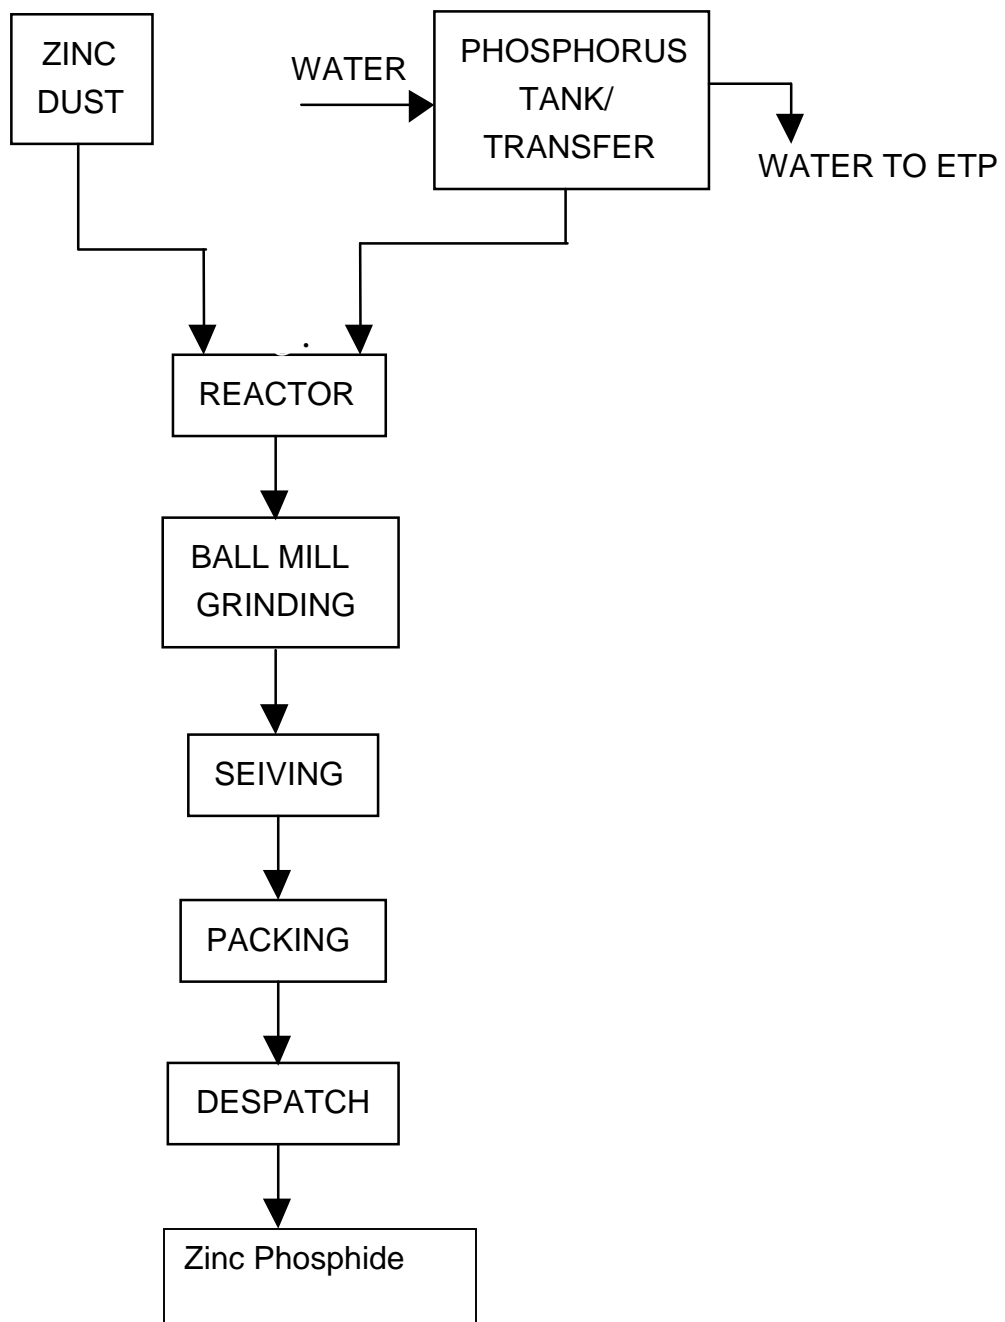 ZINC
DUST
WATER
PHOSPHORUS
TANK/
TRANSFER
WATER TO ETP
REACTOR
BALL MILL
GRINDING
SEIVING
PACKING
DESPATCH
Zinc Phosphide